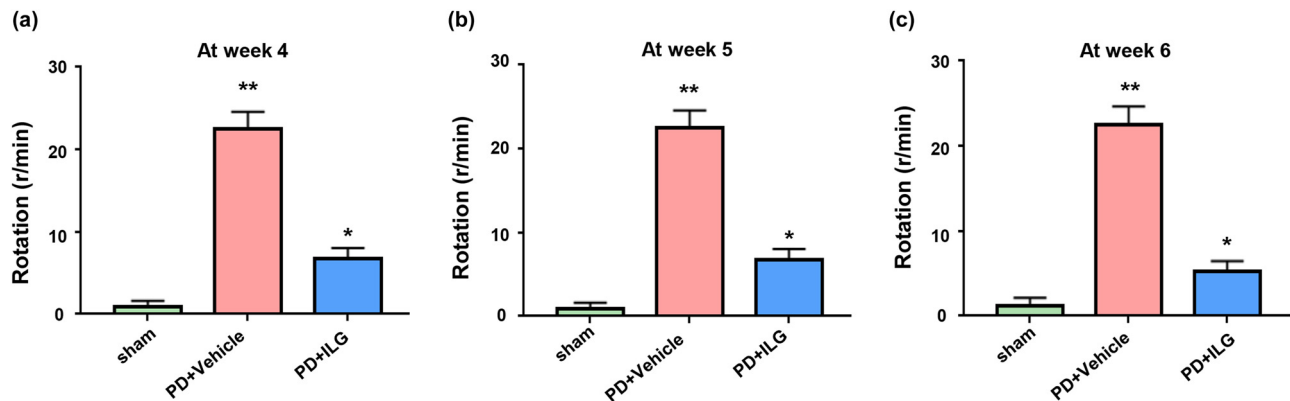 (a)
At week 4
Rotation (r/min)
30
20
10
0
**
*
sham
PD+Vehicle
PD+ILG
(b)
At week 5
Rotation (r/min)
30
20
10
0
**
*
sham
PD+Vehicle
PD+ILG
(c)
At week 6
Rotation (r/min)
30
20
10
0
**
*
sham
PD+Vehicle
PD+ILG